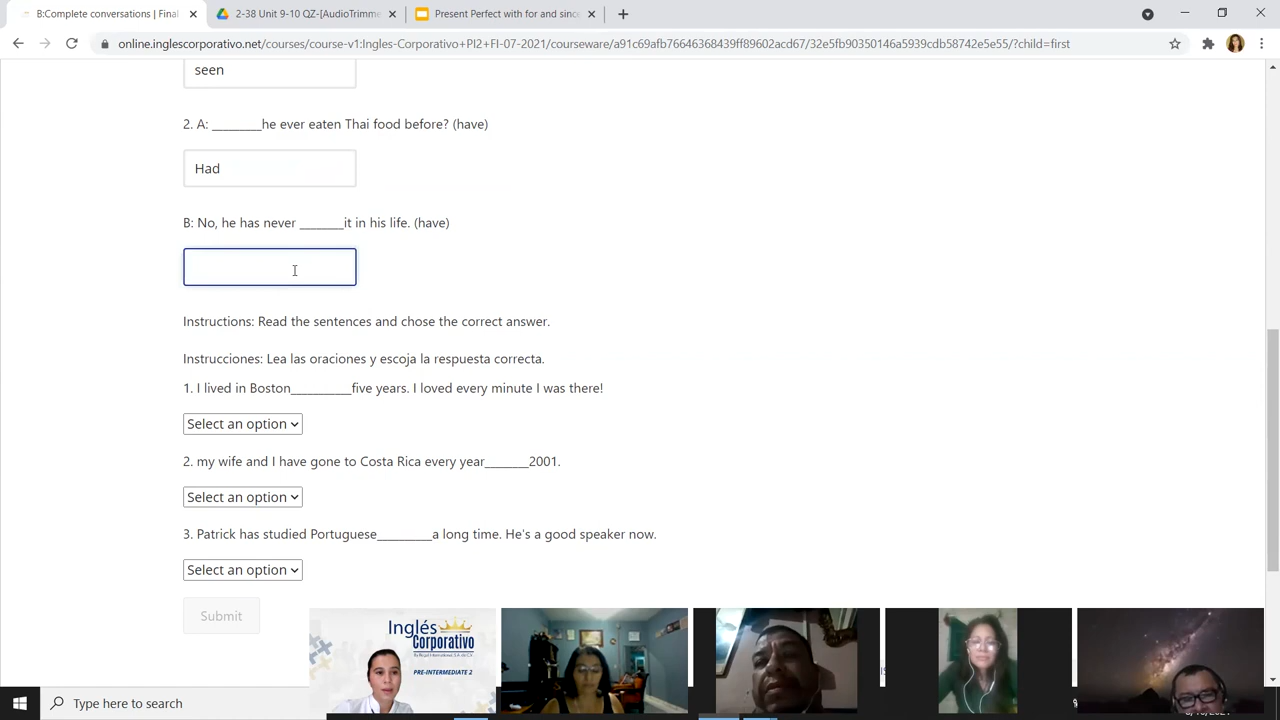 B:Complete conversations | Final
2-38 Unit 9-10 QZ-[AudioTrimme
Present Perfect with for and since
online.inglescorporativo.net/courses/course-v1:Ingles-Corporativo+PI2+FI-07-2021/courseware/a91c69afb76646368439ff89602acd67/32e5fb90350146a5939cdb58742e5e55/?child=first
seen
2. A: _________he ever eaten Thai food before? (have)
Had
B: No, he has never ________it in his life. (have)
Instructions: Read the sentences and chose the correct answer.
Instrucciones: Lea las oraciones y escoja la respuesta correcta.
1. I lived in Boston___________five years. I loved every minute I was there!
Select an option
2. my wife and I have gone to Costa Rica every year________2001.
Select an option
3. Patrick has studied Portuguese__________a long time. He's a good speaker now.
Select an option
Submit
Inglés
Corporativo
PRE-INTERMEDIATE 2
Type here to search